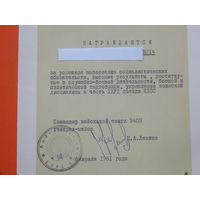 НАГРАЖДАЕТСЯ
за успешное выполнение социалистических
обязательств, высокие результаты, достигну-
тые в служебно-боевой деятельности, боевой и
политической подготовке, укреплении воинской
дисциплины в честь XXVI съезда КПСС
Командир войсковой части 3405
генерал-майор
февраля 1981 года